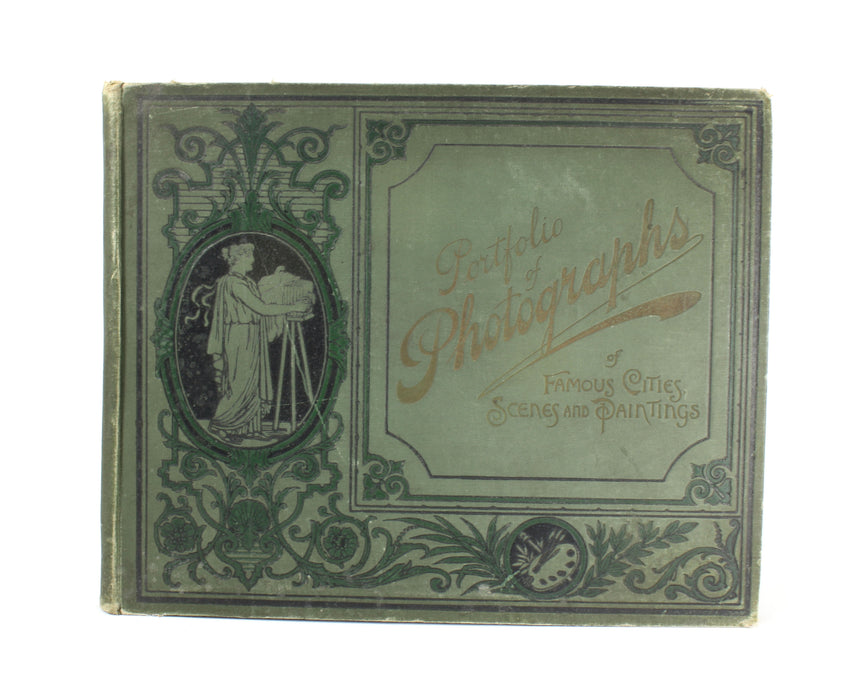 Portfolio
of
Photographs
of
Famous Cities,
Scenes and Paintings